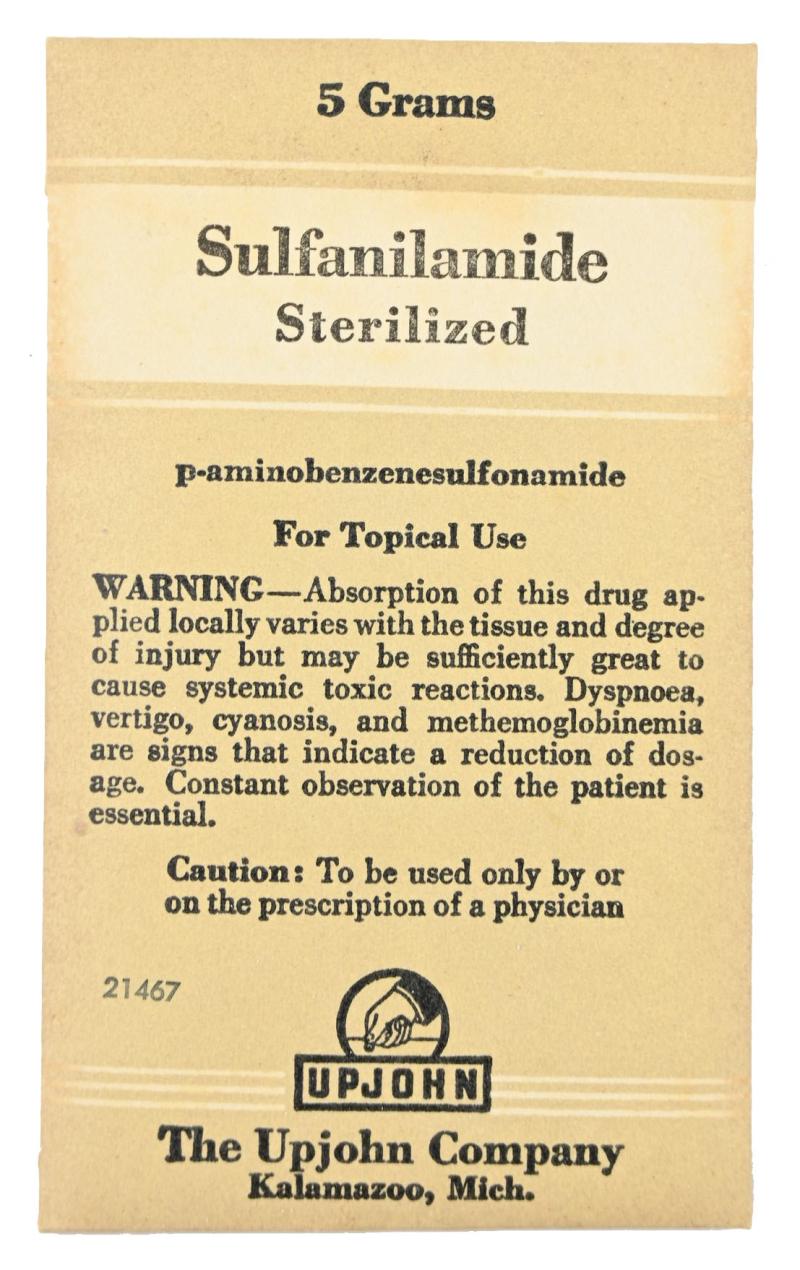 5 Grams
Sulfanilamide
Sterilized
p-aminobenzenesulfonamide
For Topical Use
WARNING—Absorption of this drug ap-
plied locally varies with the tissue and degree
of injury but may be sufficiently great to
cause systemic toxic reactions. Dyspnoea,
vertigo, cyanosis, and methemoglobinemia
are signs that indicate a reduction of dos-
age. Constant observation of the patient is
essential.
Caution: To be used only by or
on the prescription of a physician
21467
UPJOHN
The Upjohn Company
Kalamazoo, Mich.